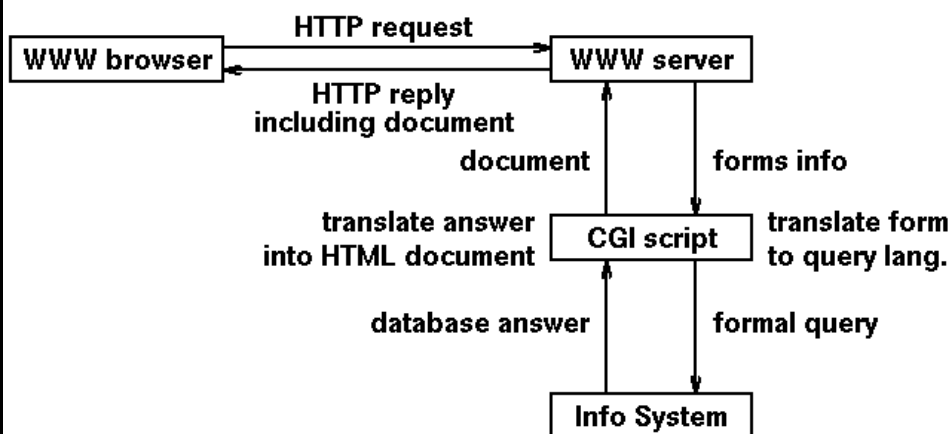 HTTP request
WWW browser
WWW server
HTTP reply
including document
document
forms info
translate answer
into HTML document
CGI script
translate form
to query lang.
database answer
formal query
Info System